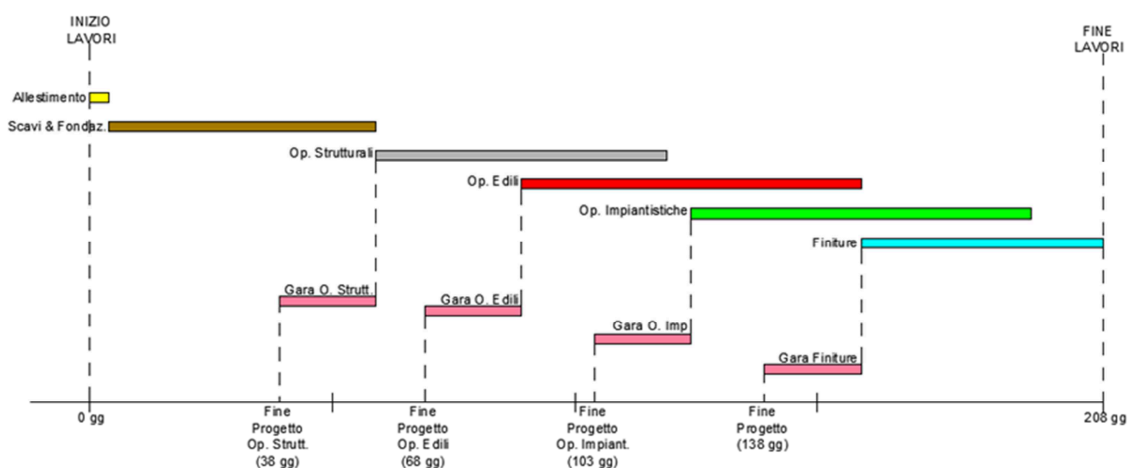 INIZIO
LAVORI
FINE
LAVORI
Allestimento
Scavi & Fondaz.
Op. Strutturali
Op. Edili
Op. Impiantistiche
Finiture
Gara O. Strutt.
Gara O. Edili
Gara O. Imp
Gara Finiture
0 gg
Fine
Progetto
Op. Strutt.
(38 gg)
Fine
Progetto
Op. Edili
(68 gg)
Fine
Progetto
Op. Impiant.
(103 gg)
Fine
Progetto
(138 gg)
208 gg